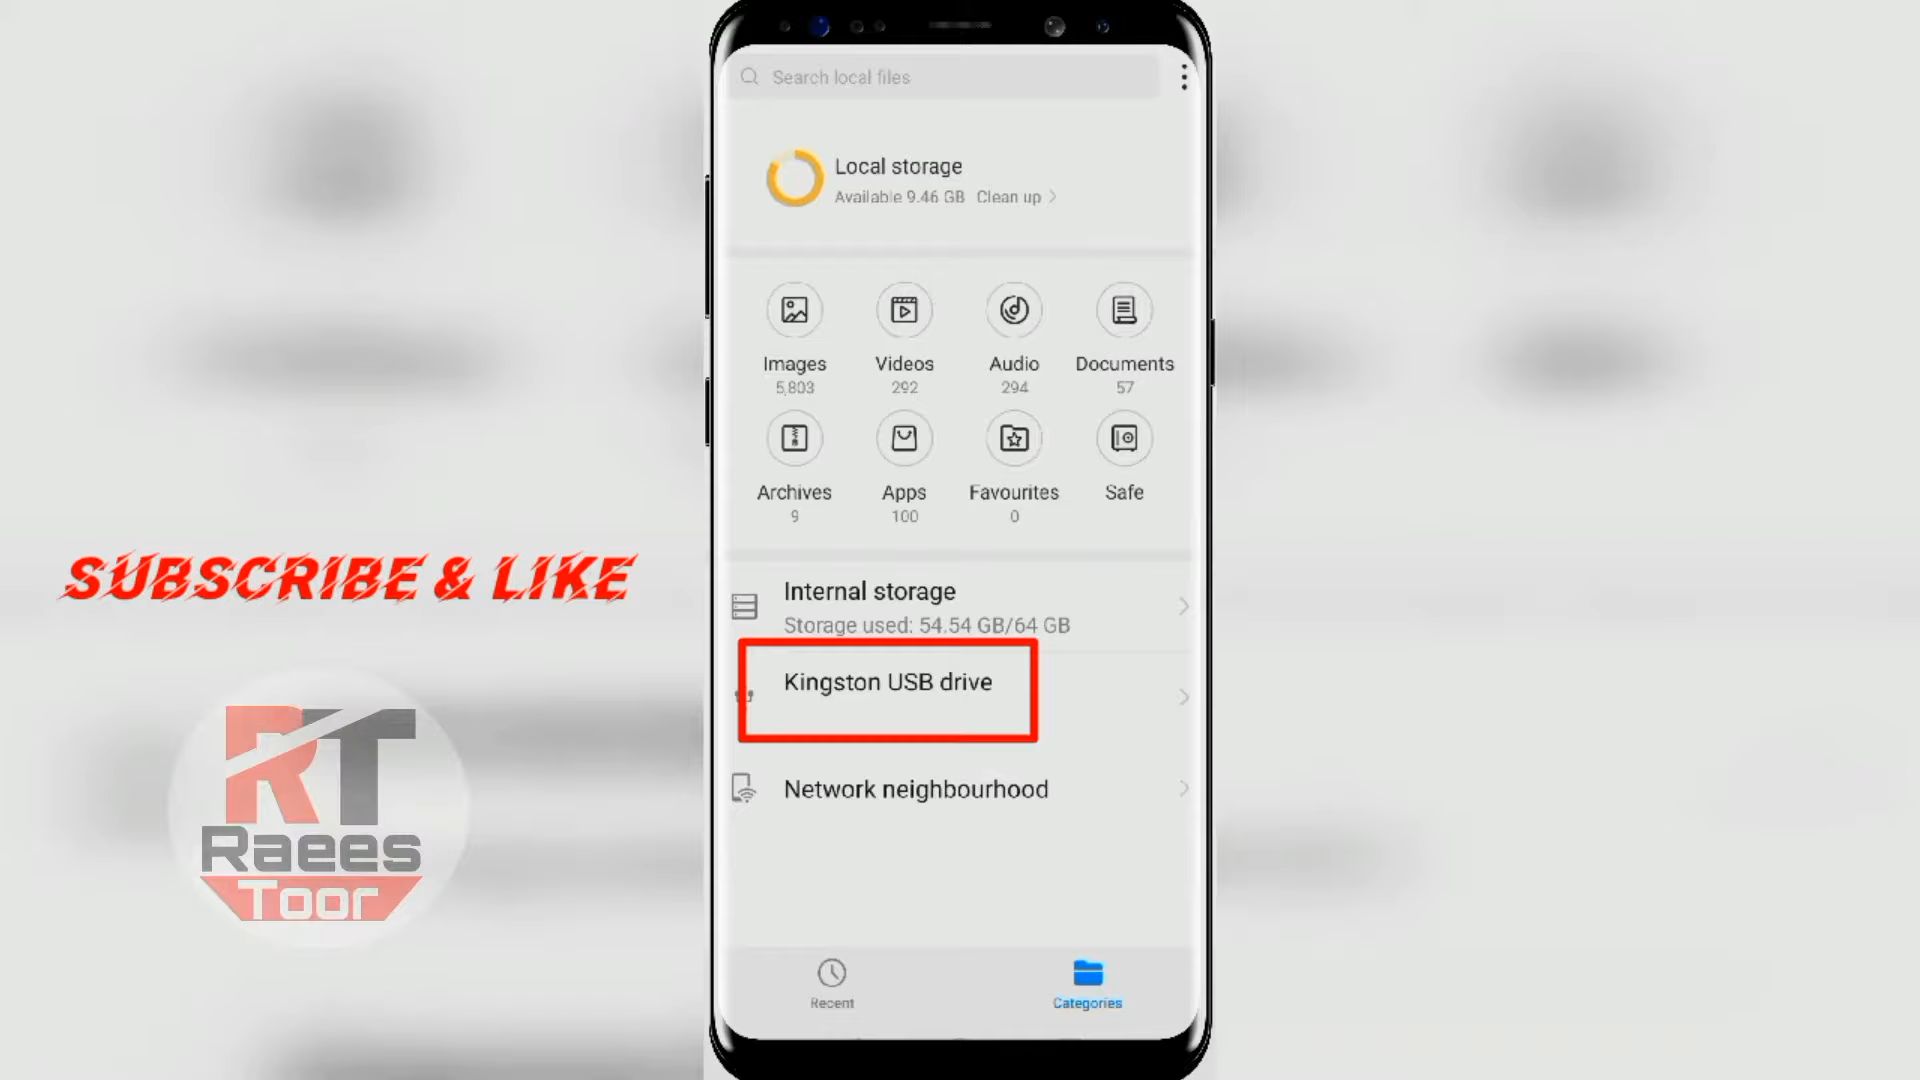 Search local files
Local storage
Available 9.46 GB Clean up
Images
Videos
Audio
Documents
5,803
292
294
57
Archives
Apps
Favourites
Safe
9
100
0
Internal storage
Storage used: 54.54 GB/64 GB
Kingston USB drive
Network neighbourhood
Recent
Categories
SUBSCRIBE & LIKE
RT
Raees
Toor